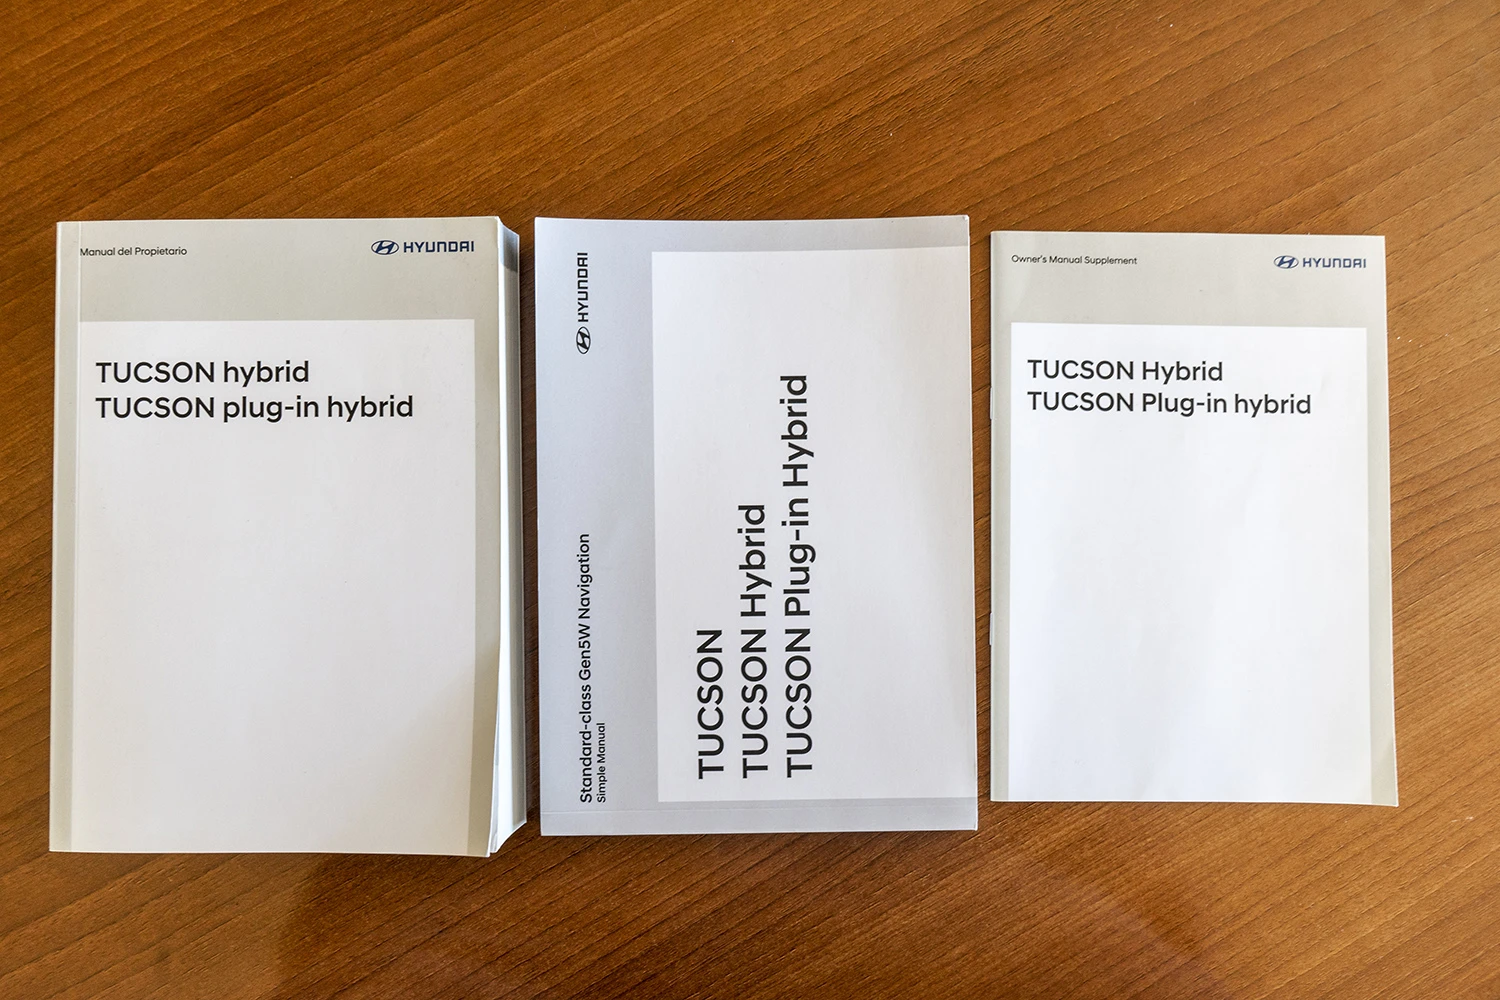 Manual del Propietario
HYUNDAI
TUCSON hybrid
TUCSON plug-in hybrid
HYUNDAI
Standard-class Gen5W Navigation
Simple Manual
TUCSON
TUCSON Hybrid
TUCSON Plug-in Hybrid
Owner's Manual Supplement
HYUNDAI
TUCSON Hybrid
TUCSON Plug-in hybrid